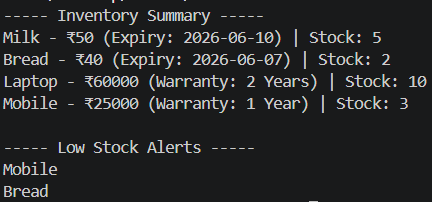 ----- Inventory Summary -----
Milk - ₹50 (Expiry: 2026-06-10) | Stock: 5
Bread - ₹40 (Expiry: 2026-06-07) | Stock: 2
Laptop - ₹60000 (Warranty: 2 Years) | Stock: 10
Mobile - ₹25000 (Warranty: 1 Year) | Stock: 3

----- Low Stock Alerts -----
Mobile
Bread